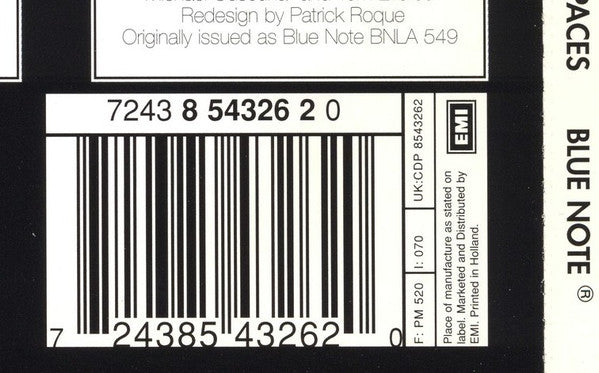 Redesign by Patrick Roque
Originally issued as Blue Note BNLA 549
7243 8 54326 2 0
7 24385 43262 0
UK:CDP 8543262
I: 070
F: PM 520
EMI
Place of manufacture as stated on
label. Marketed and Distributed by
EMI. Printed in Holland.
PACES BLUE NOTE ®